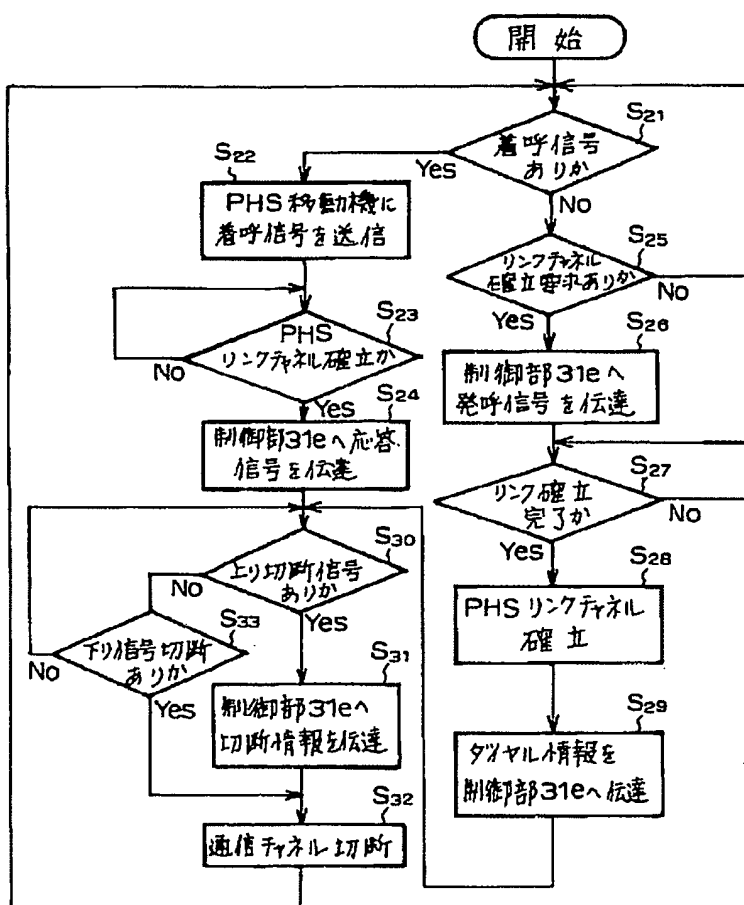 開始
S21
着呼信号
ありか
Yes
No
S22
PHS移動機に
着呼信号を送信
S23
PHS
リンクチャネル確立か
No
Yes
S24
制御部31eへ応答
信号を伝達
S25
リンクチャネル
確立要求ありか
No
Yes
S26
制御部31eへ
発呼信号を伝達
S27
リンク確立
完了か
No
Yes
S28
PHSリンクチャネル
確立
S29
ダイヤル情報を
制御部31eへ伝達
S30
上り切断信号
ありか
No
Yes
S33
下り信号切断
ありか
No
Yes
S31
制御部31eへ
切断情報を伝達
S32
通信チャネル切断